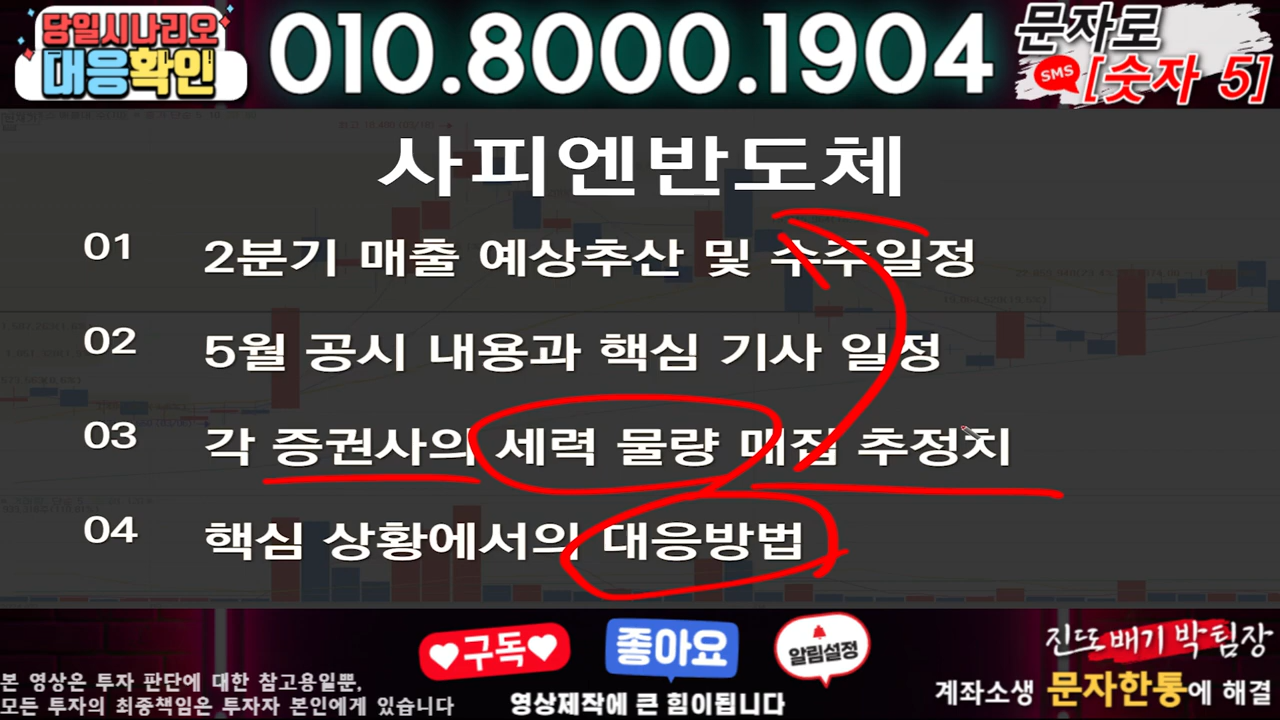 당일시나리오
대응확인
010.8000.1904
문자로
SMS
[숫자 5]
사피엔반도체
01 2분기 매출 예상추산 및 수주일정
02 5월 공시 내용과 핵심 기사 일정
03 각 증권사의 세력 물량 매집 추정치
04 핵심 상황에서의 대응방법
구독
좋아요
알림설정
영상제작에 큰 힘이됩니다
본 영상은 투자 판단에 대한 참고용일뿐,
모든 투자의 최종책임은 투자자 본인에게 있습니다
진또배기 박팀장
계좌소생 문자한통에 해결